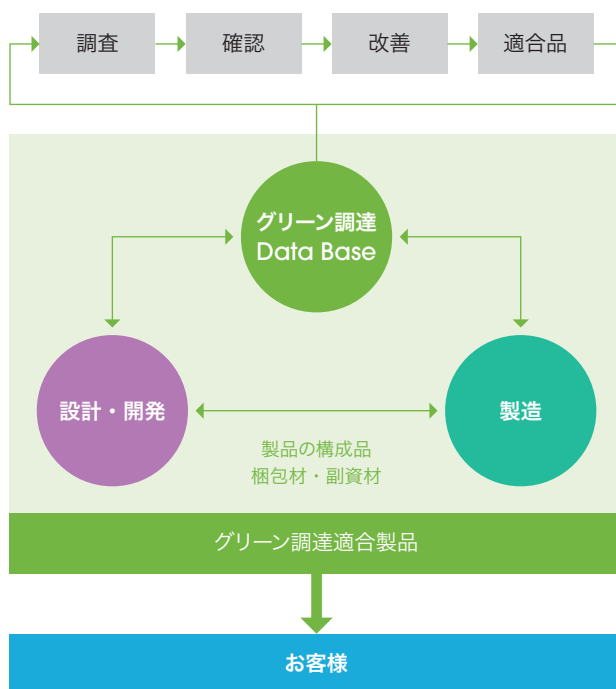 調査
確認
改善
適合品
グリーン調達
Data Base
設計・開発
製造
製品の構成品
梱包材・副資材
グリーン調達適合製品
お客様